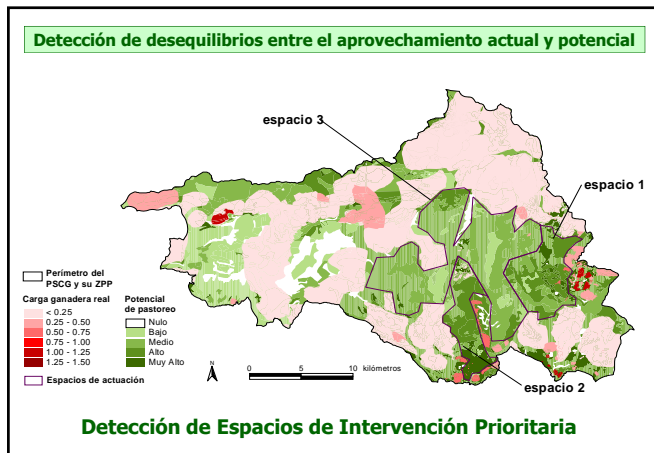 Detección de desequilibrios entre el aprovechamiento actual y potencial
espacio 3
espacio 1
Perímetro del
PSCG y su ZPP
Carga ganadera real
< 0.25
0.25 - 0.50
0.50 - 0.75
0.75 - 1.00
1.00 - 1.25
1.25 - 1.50
Potencial
de pastoreo
Nulo
Bajo
Medio
Alto
Muy Alto
Espacios de actuación
N
0 5 10 kilómetros
espacio 2
Detección de Espacios de Intervención Prioritaria